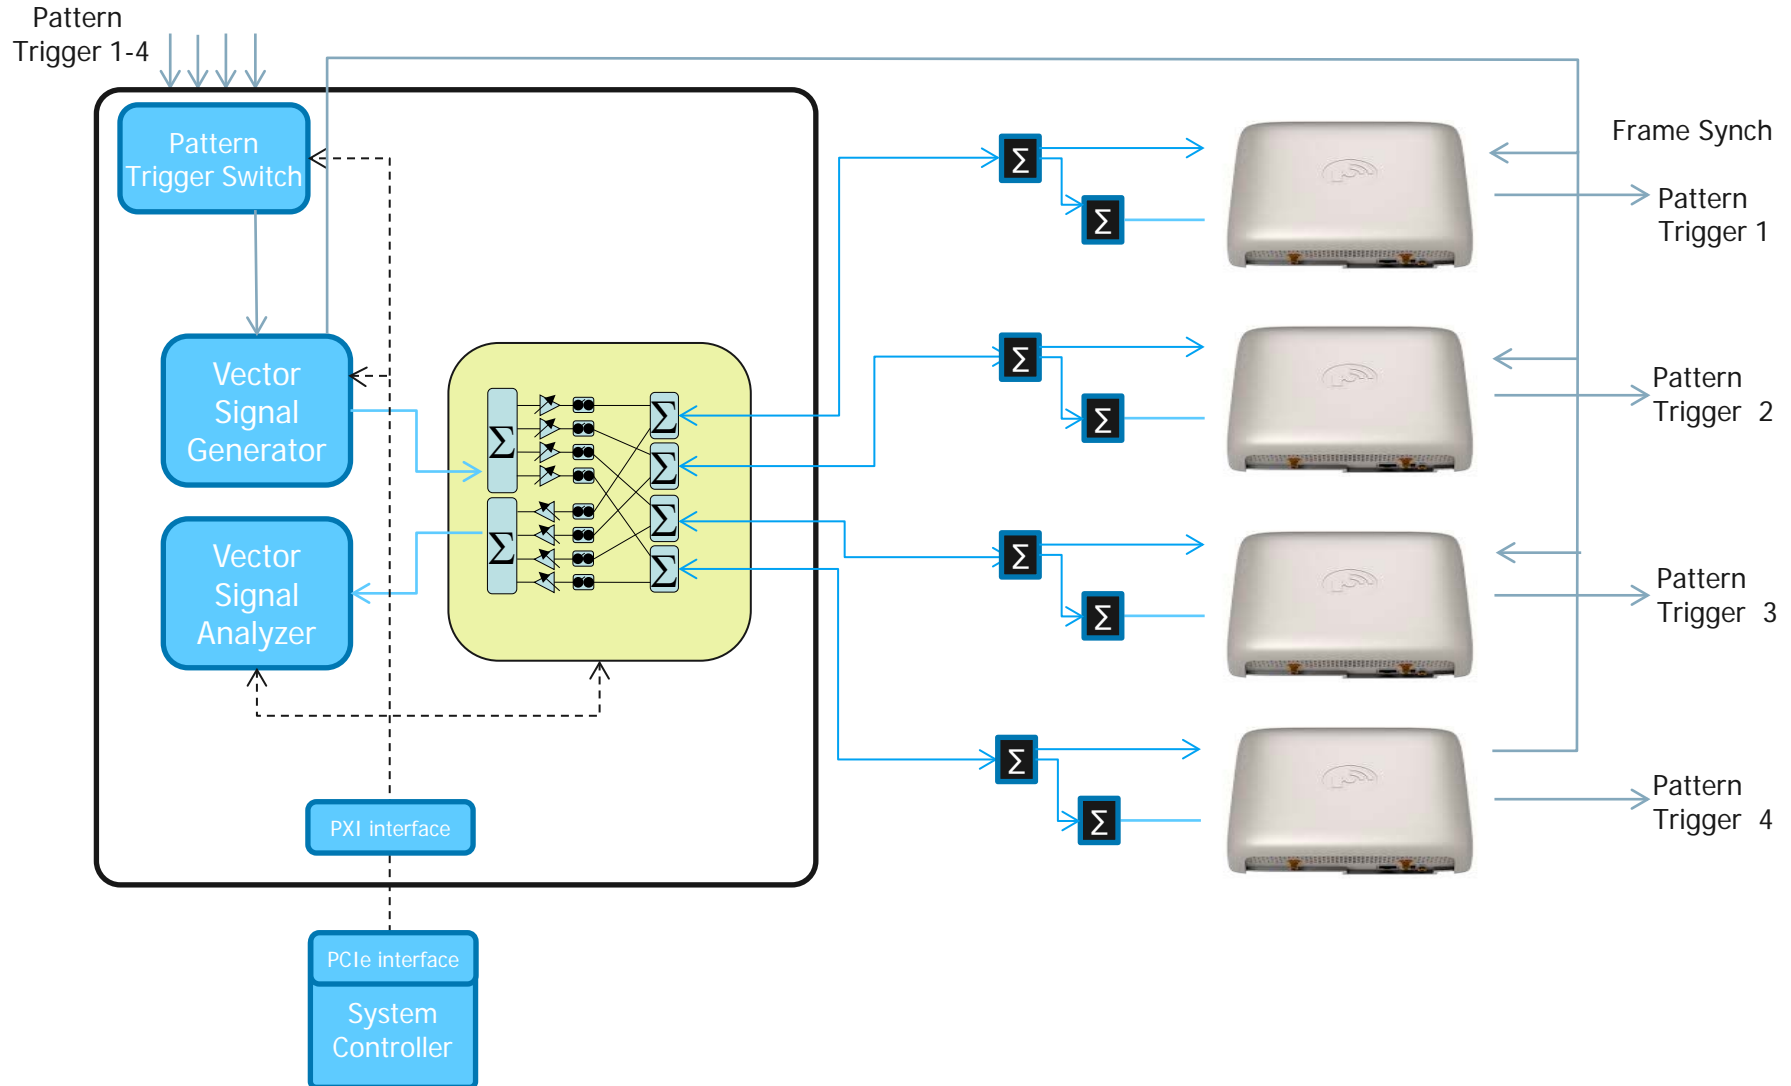 Pattern
Trigger 1-4
Pattern
Trigger Switch
Vector
Signal
Generator
Vector
Signal
Analyzer
Σ
Σ
Σ
Σ
Σ
Σ
PXI interface
PCIe interface
System
Controller
Σ
Σ
Σ
Σ
Σ
Σ
Σ
Σ
Frame Synch
Pattern
Trigger 1
Pattern
Trigger 2
Pattern
Trigger 3
Pattern
Trigger 4